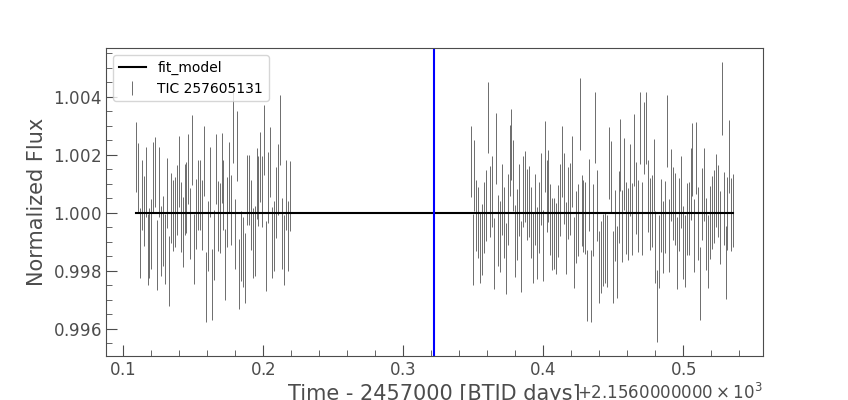 fit_model
TIC 257605131
Normalized Flux
1.004
1.002
1.000
0.998
0.996
0.1
0.2
0.3
0.4
0.5
Time - 2457000 [BTJD days]
+2.1560000000 × 10³